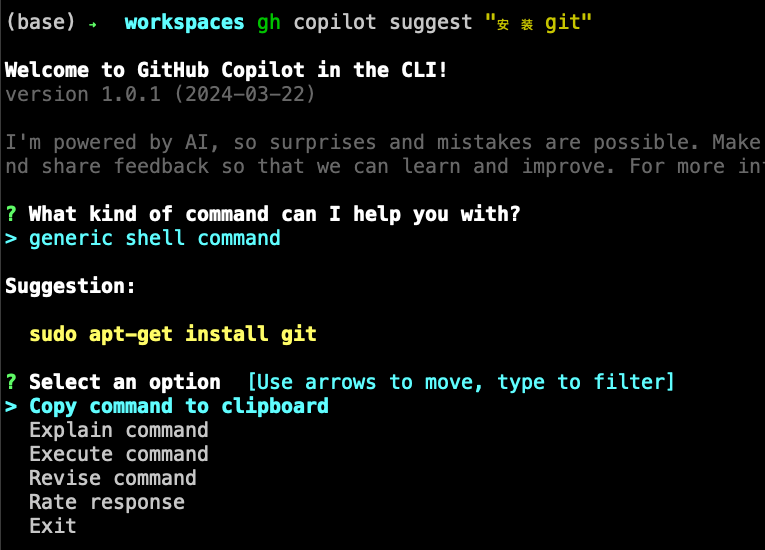 (base) → workspaces gh copilot suggest "安 装 git"
Welcome to GitHub Copilot in the CLI!
version 1.0.1 (2024-03-22)
I'm powered by AI, so surprises and mistakes are possible. Make
nd share feedback so that we can learn and improve. For more
? What kind of command can I help you with?
> generic shell command
Suggestion:
sudo apt-get install git
? Select an option [Use arrows to move, type to filter]
> Copy command to clipboard
Explain command
Execute command
Revise command
Rate response
Exit